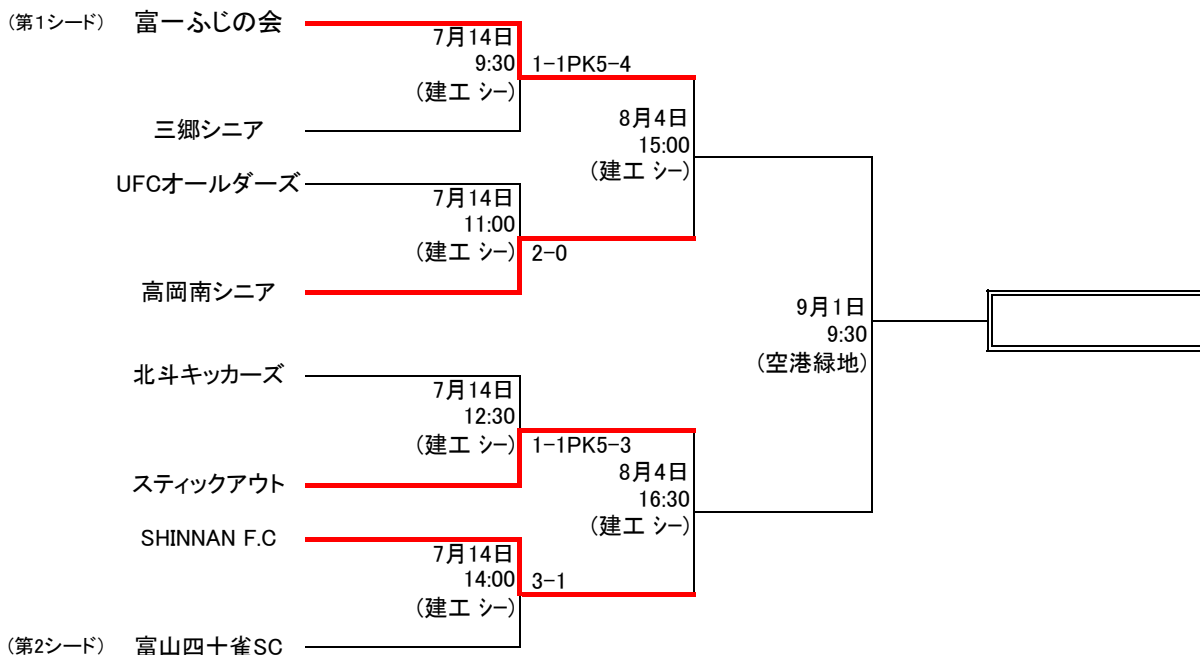 (第1シード) 富一ふじの会
7月14日
9:30 1-1PK5-4
(建工 シー)
8月4日
三郷シニア
15:00
(建工 シー)
UFCオールダーズ
7月14日
11:00
(建工 シー) 2-0
高岡南シニア
9月1日
9:30
(空港緑地)
北斗キッカーズ
7月14日
12:30
(建工 シー) 1-1PK5-3
8月4日
スティックアウト
16:30
(建工 シー)
SHINNAN F.C
7月14日
14:00 3-1
(建工 シー)
(第2シード) 富山四十雀SC